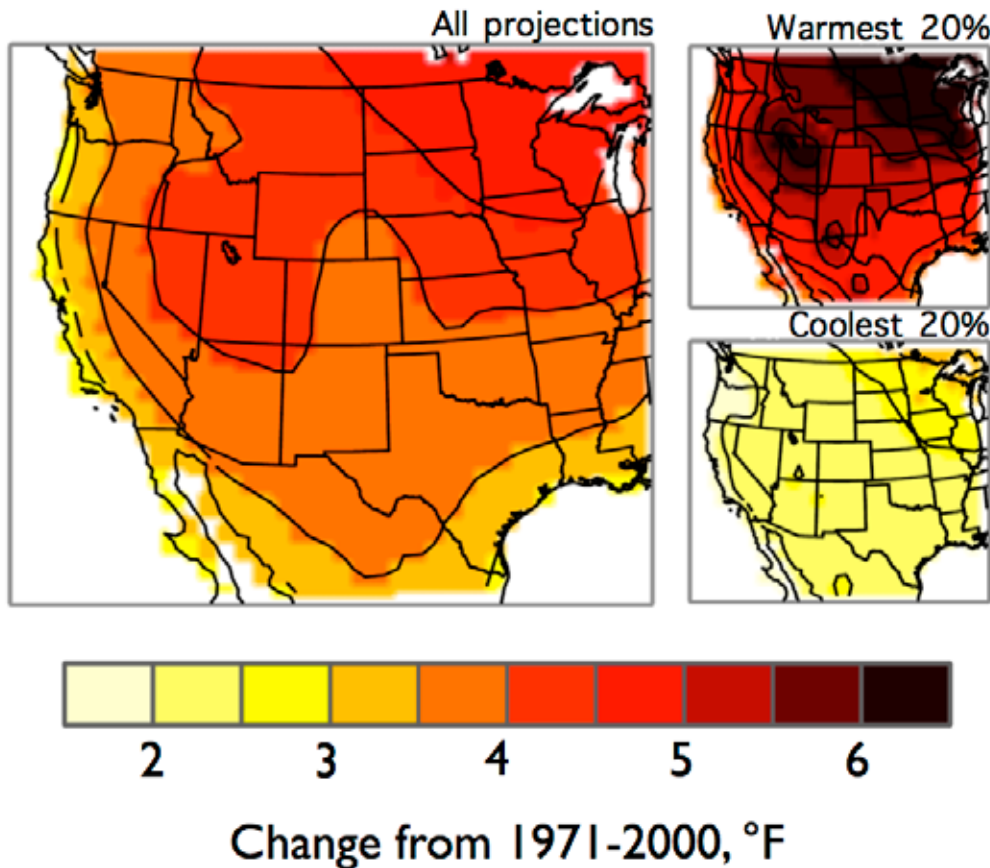 All projections
Warmest 20%
Coolest 20%
2 3 4 5 6
Change from 1971-2000, °F